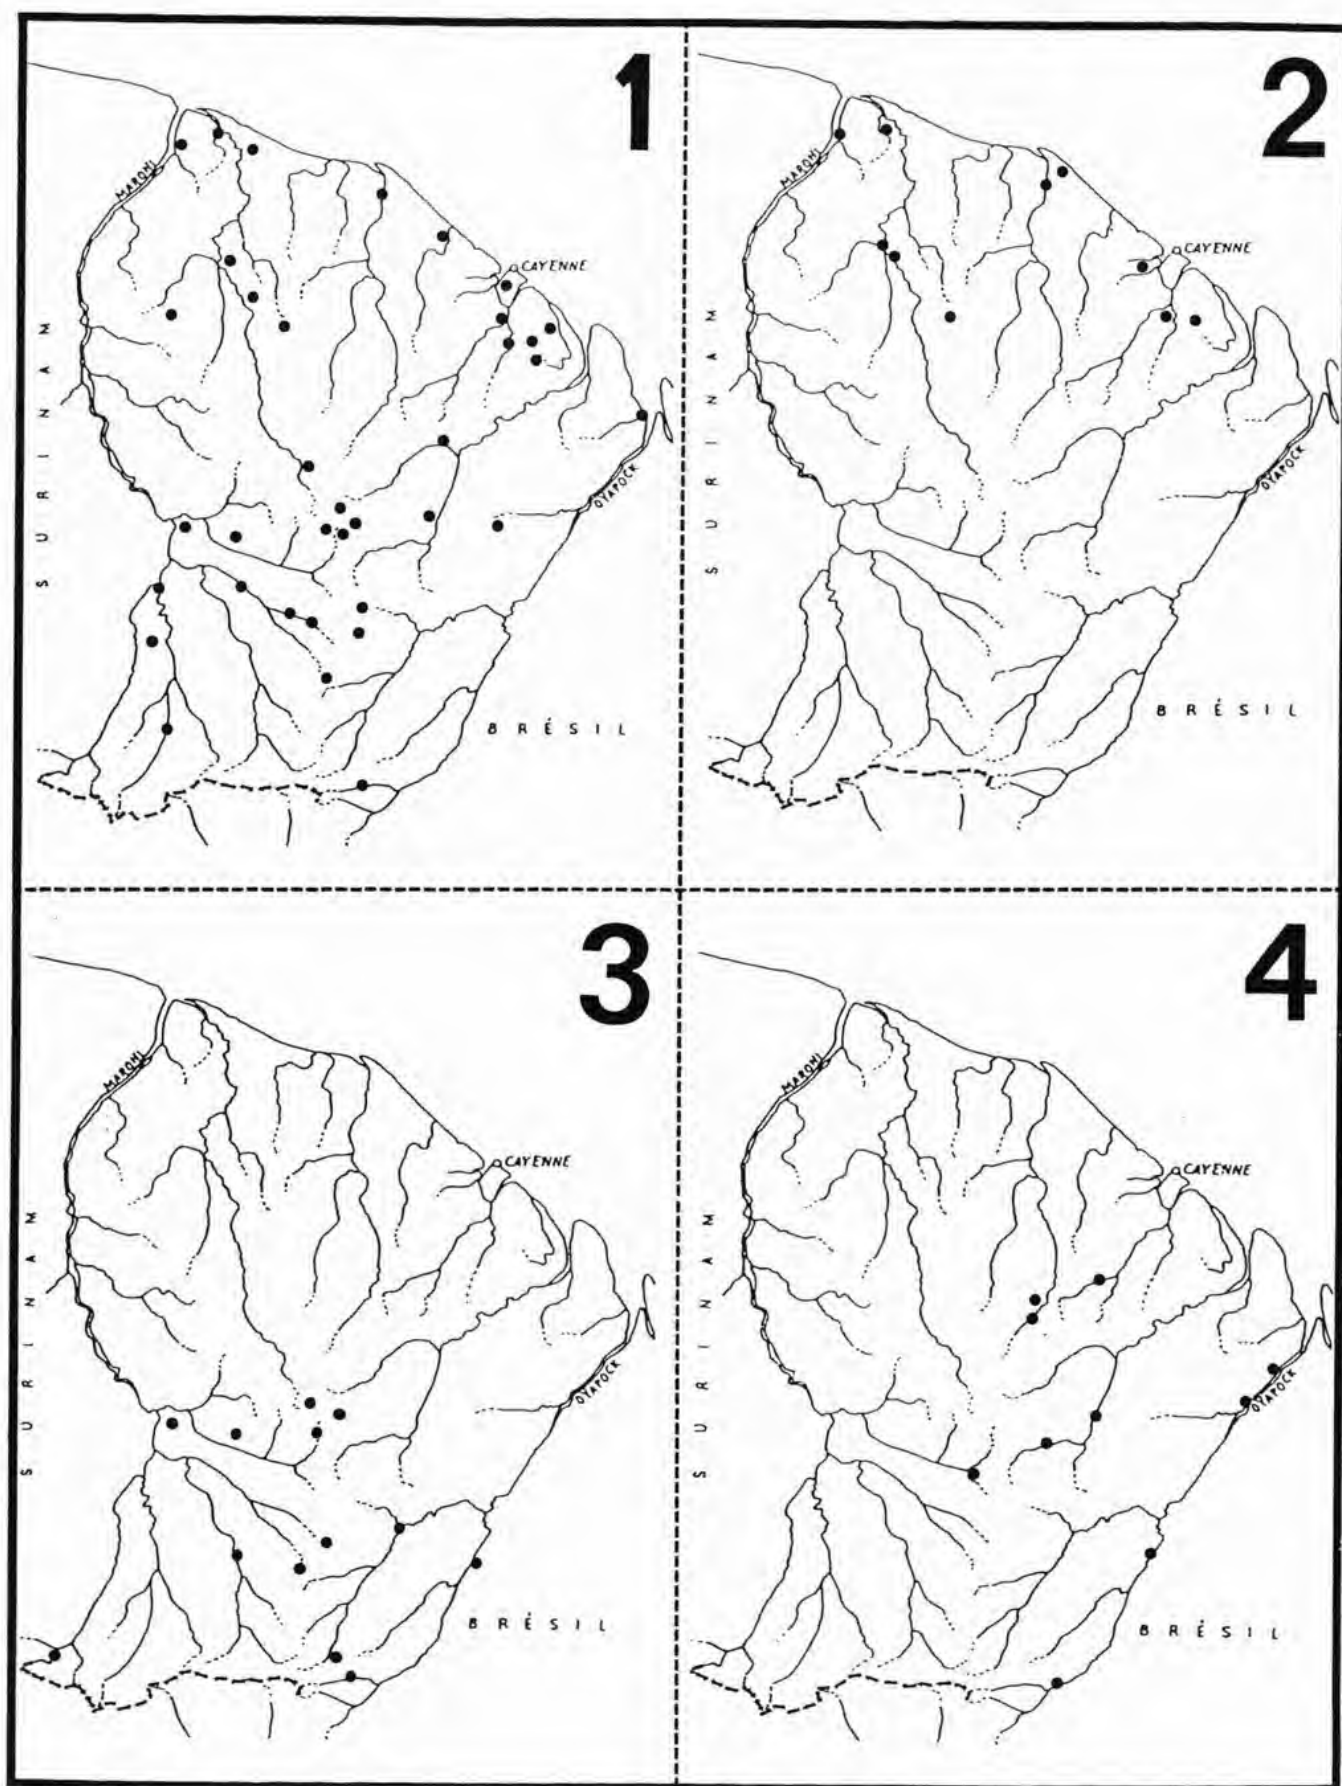 1
MARONI
CAYENNE
SURINAM
OYAPOCK
BRÉSIL
2
MARONI
CAYENNE
SURINAM
OYAPOCK
BRÉSIL
3
MARONI
CAYENNE
SURINAM
OYAPOCK
BRÉSIL
4
MARONI
CAYENNE
SURINAM
OYAPOCK
BRÉSIL